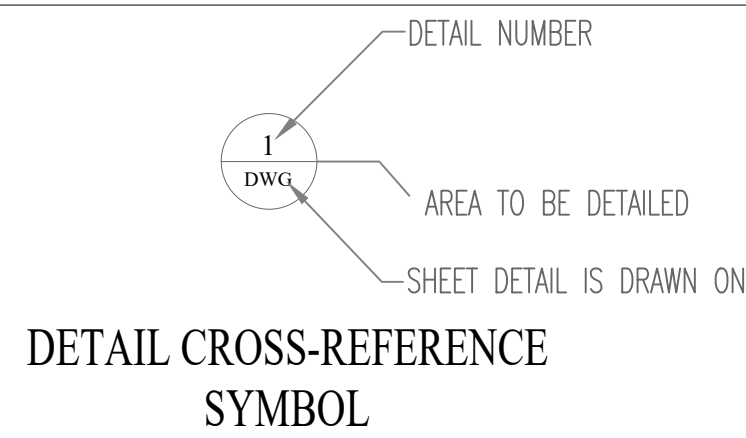 DETAIL NUMBER
1
DWG
AREA TO BE DETAILED
SHEET DETAIL IS DRAWN ON
DETAIL CROSS-REFERENCE
SYMBOL